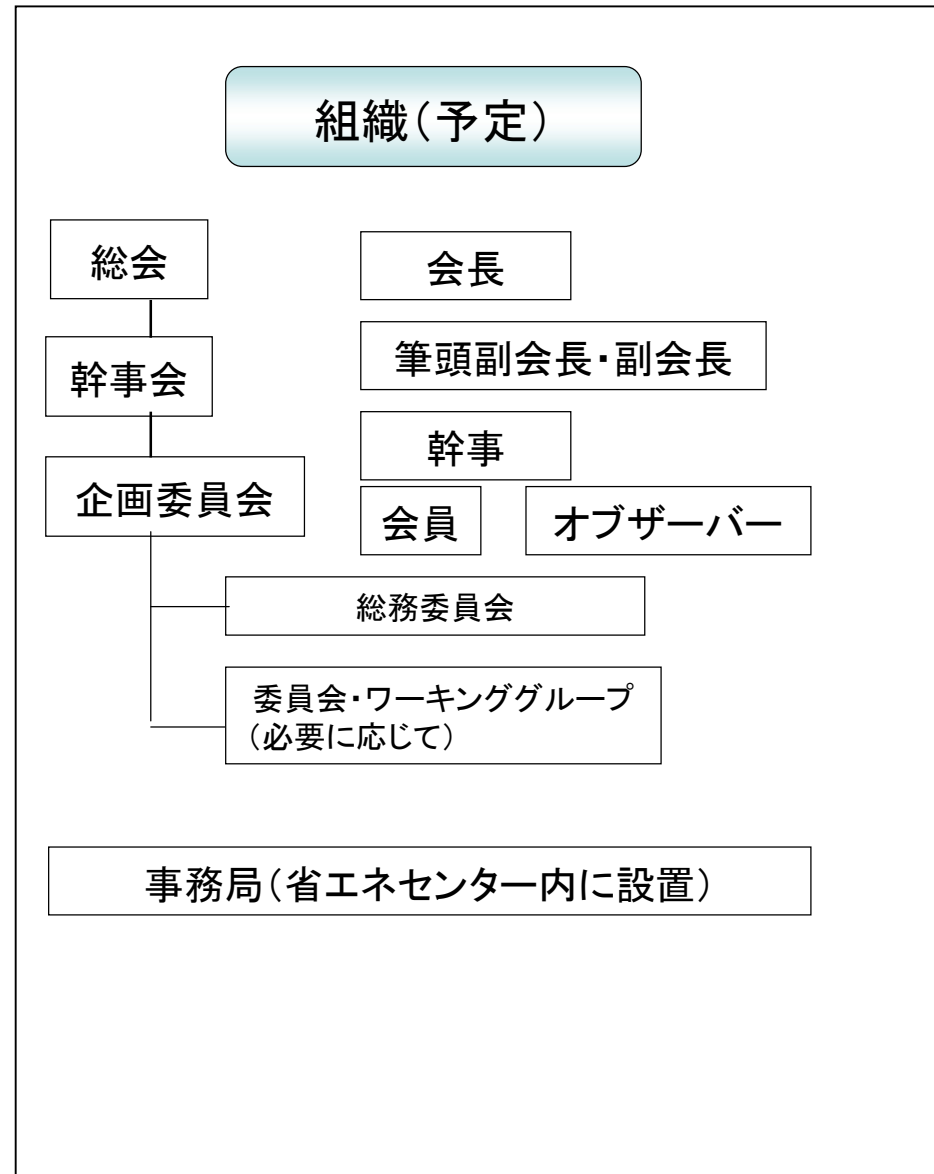 組織(予定)
総会
会長
筆頭副会長・副会長
幹事会
幹事
企画委員会
会員
オブザーバー
総務委員会
委員会・ワーキンググループ
(必要に応じて)
事務局(省エネセンター内に設置)